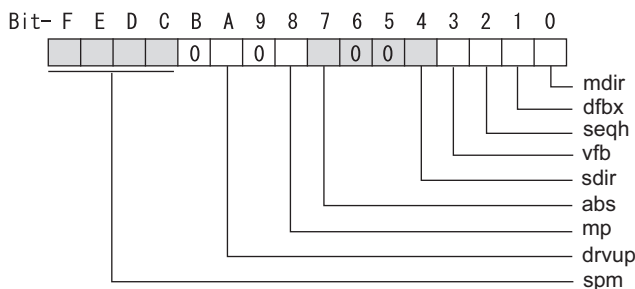 Bit- F E D C B A 9 8 7 6 5 4 3 2 1 0
0 0 0 0
mdir
dfbx
seqh
vfb
sdir
abs
mp
drvup
spm